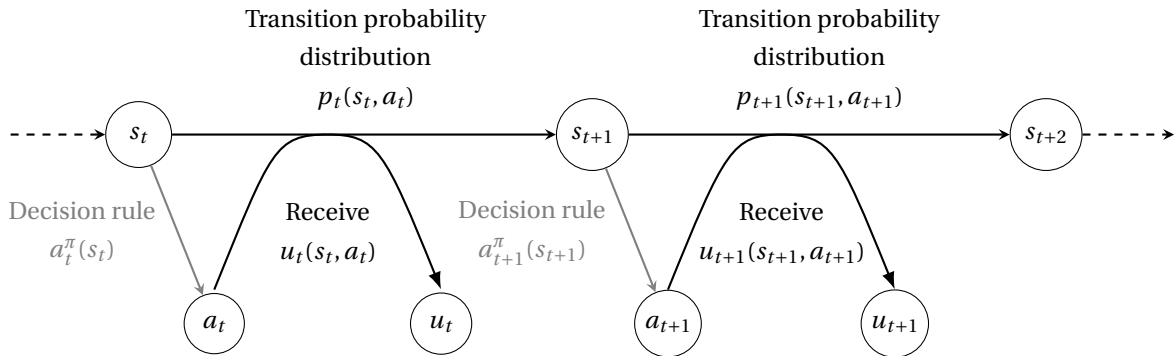 Transition probability
distribution
p_t(s_t, a_t)
Transition probability
distribution
p_{t+1}(s_{t+1}, a_{t+1})
s_t
s_{t+1}
s_{t+2}
Decision rule
a_t^π(s_t)
Receive
u_t(s_t, a_t)
Decision rule
a_{t+1}^π(s_{t+1})
Receive
u_{t+1}(s_{t+1}, a_{t+1})
a_t
u_t
a_{t+1}
u_{t+1}